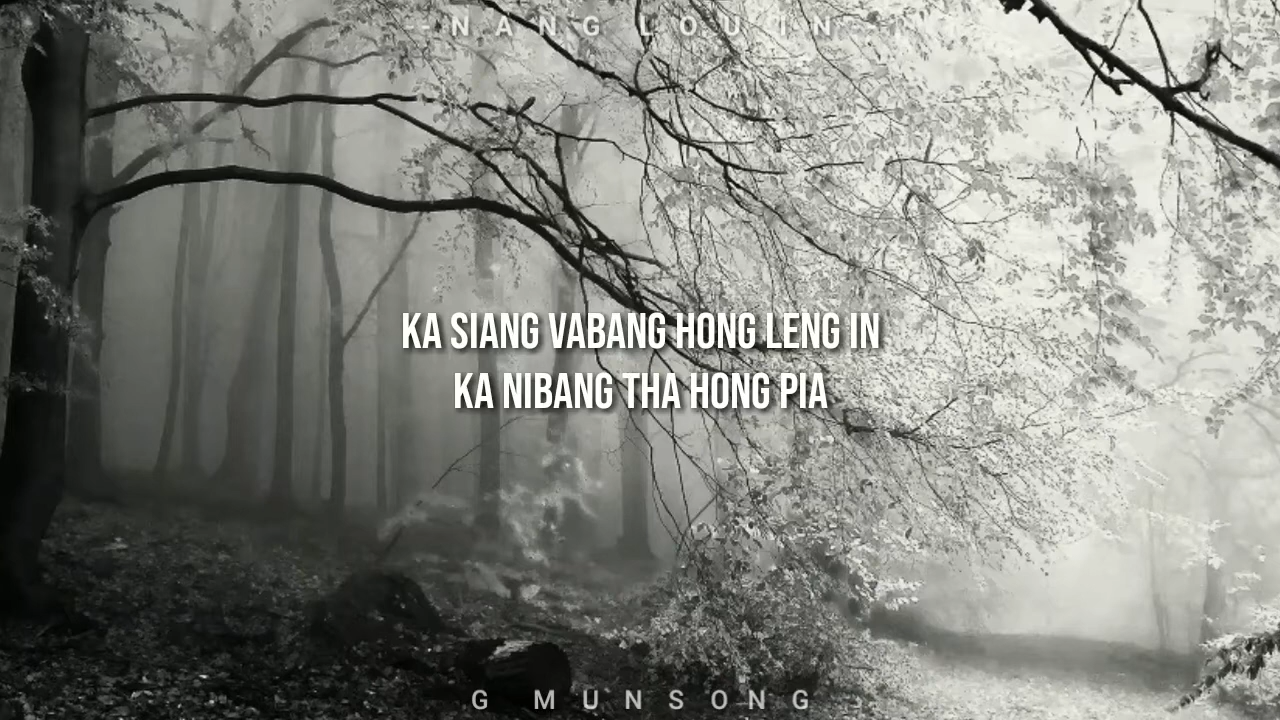 --NANG LOU IN--
KA SIANG VABANG HONG LENG IN
KA NIBANG THA HONG PIA
G MUNSONG